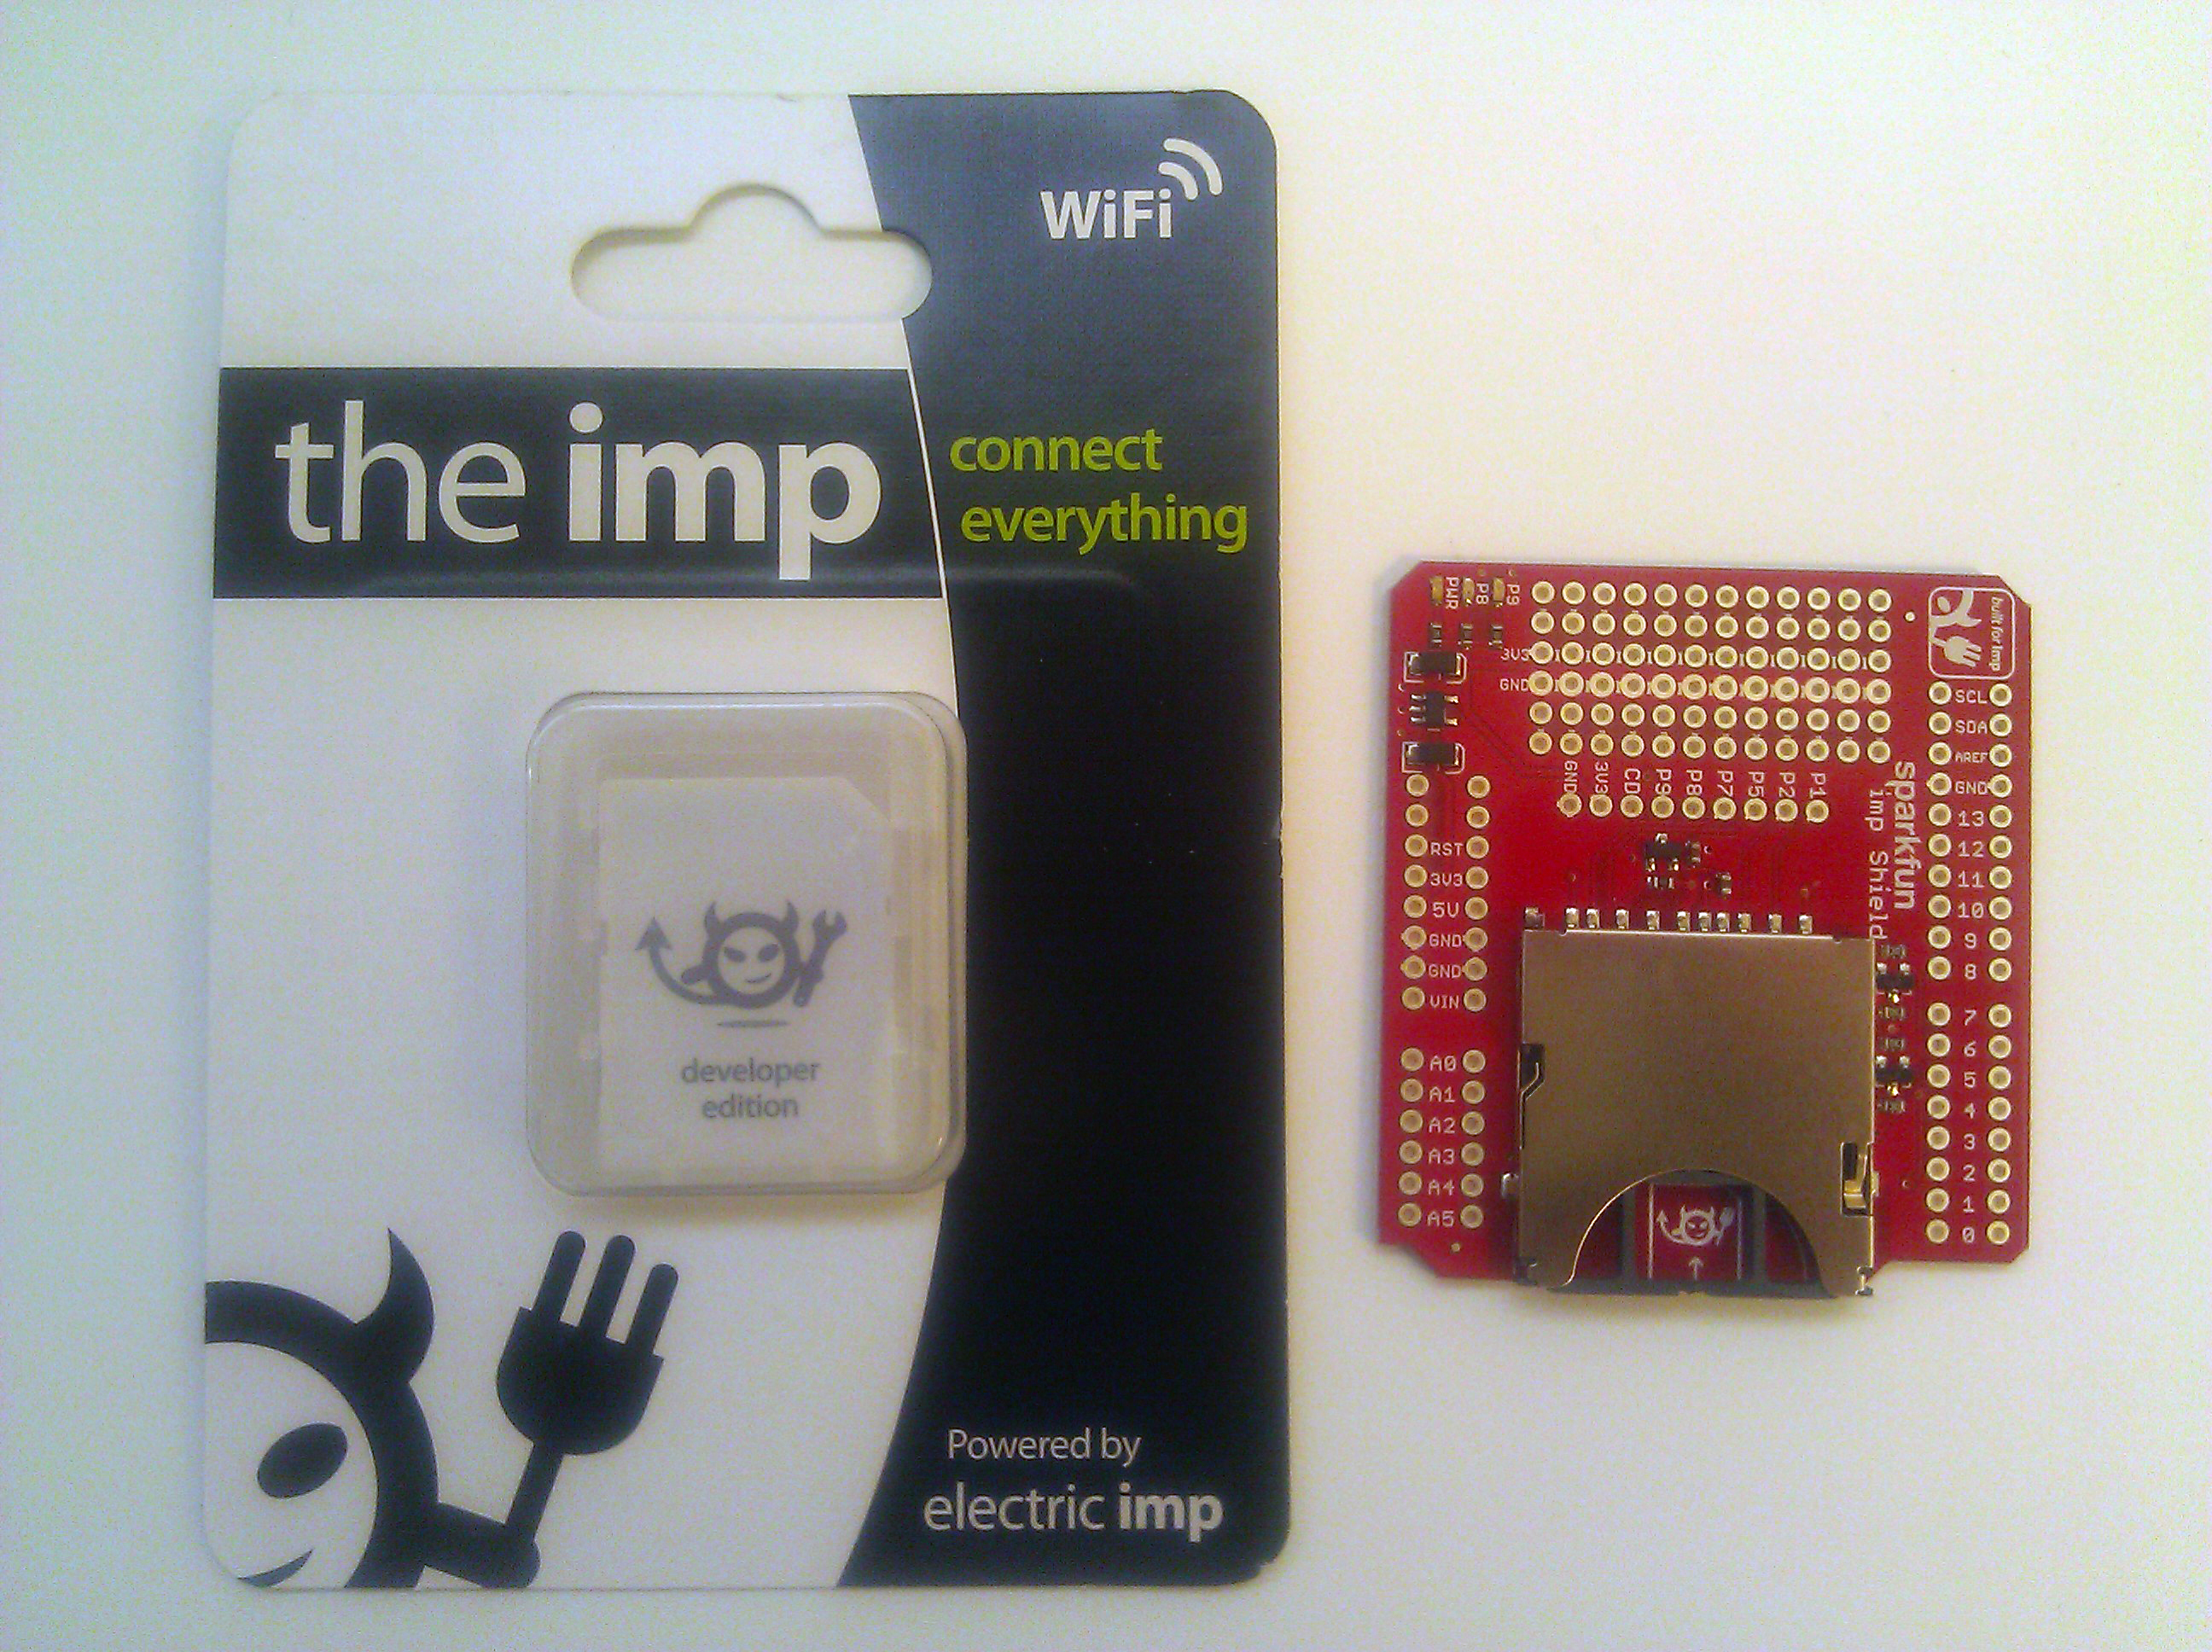 WiFi
the imp
connect
everything
developer
edition
Powered by
electric imp
PWR
P8
P9
3V3
GND
GND
3V3
CD
P9
P8
P7
P5
P2
P1
built for imp
sparkfun
imp Shield
RST
3V3
5V
GND
GND
VIN
A0
A1
A2
A3
A4
A5
SCL
SDA
AREF
GND
13
12
11
10
9
8
7
6
5
4
3
2
1
0